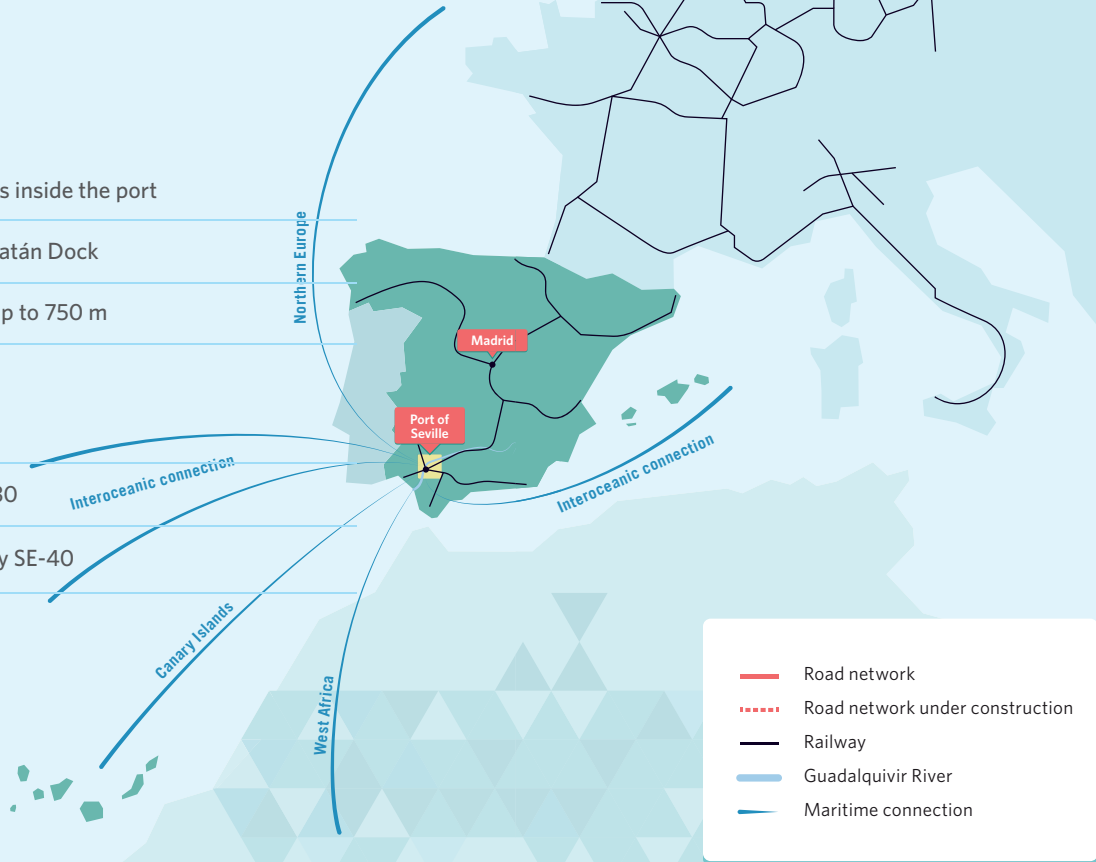 s inside the port
Northern Europe
atán Dock
p to 750 m
Madrid
Port of
Seville
Interoceanic connection
Interoceanic connection
30
y SE-40
Canary Islands
West Africa
Road network
Road network under construction
Railway
Guadalquivir River
Maritime connection